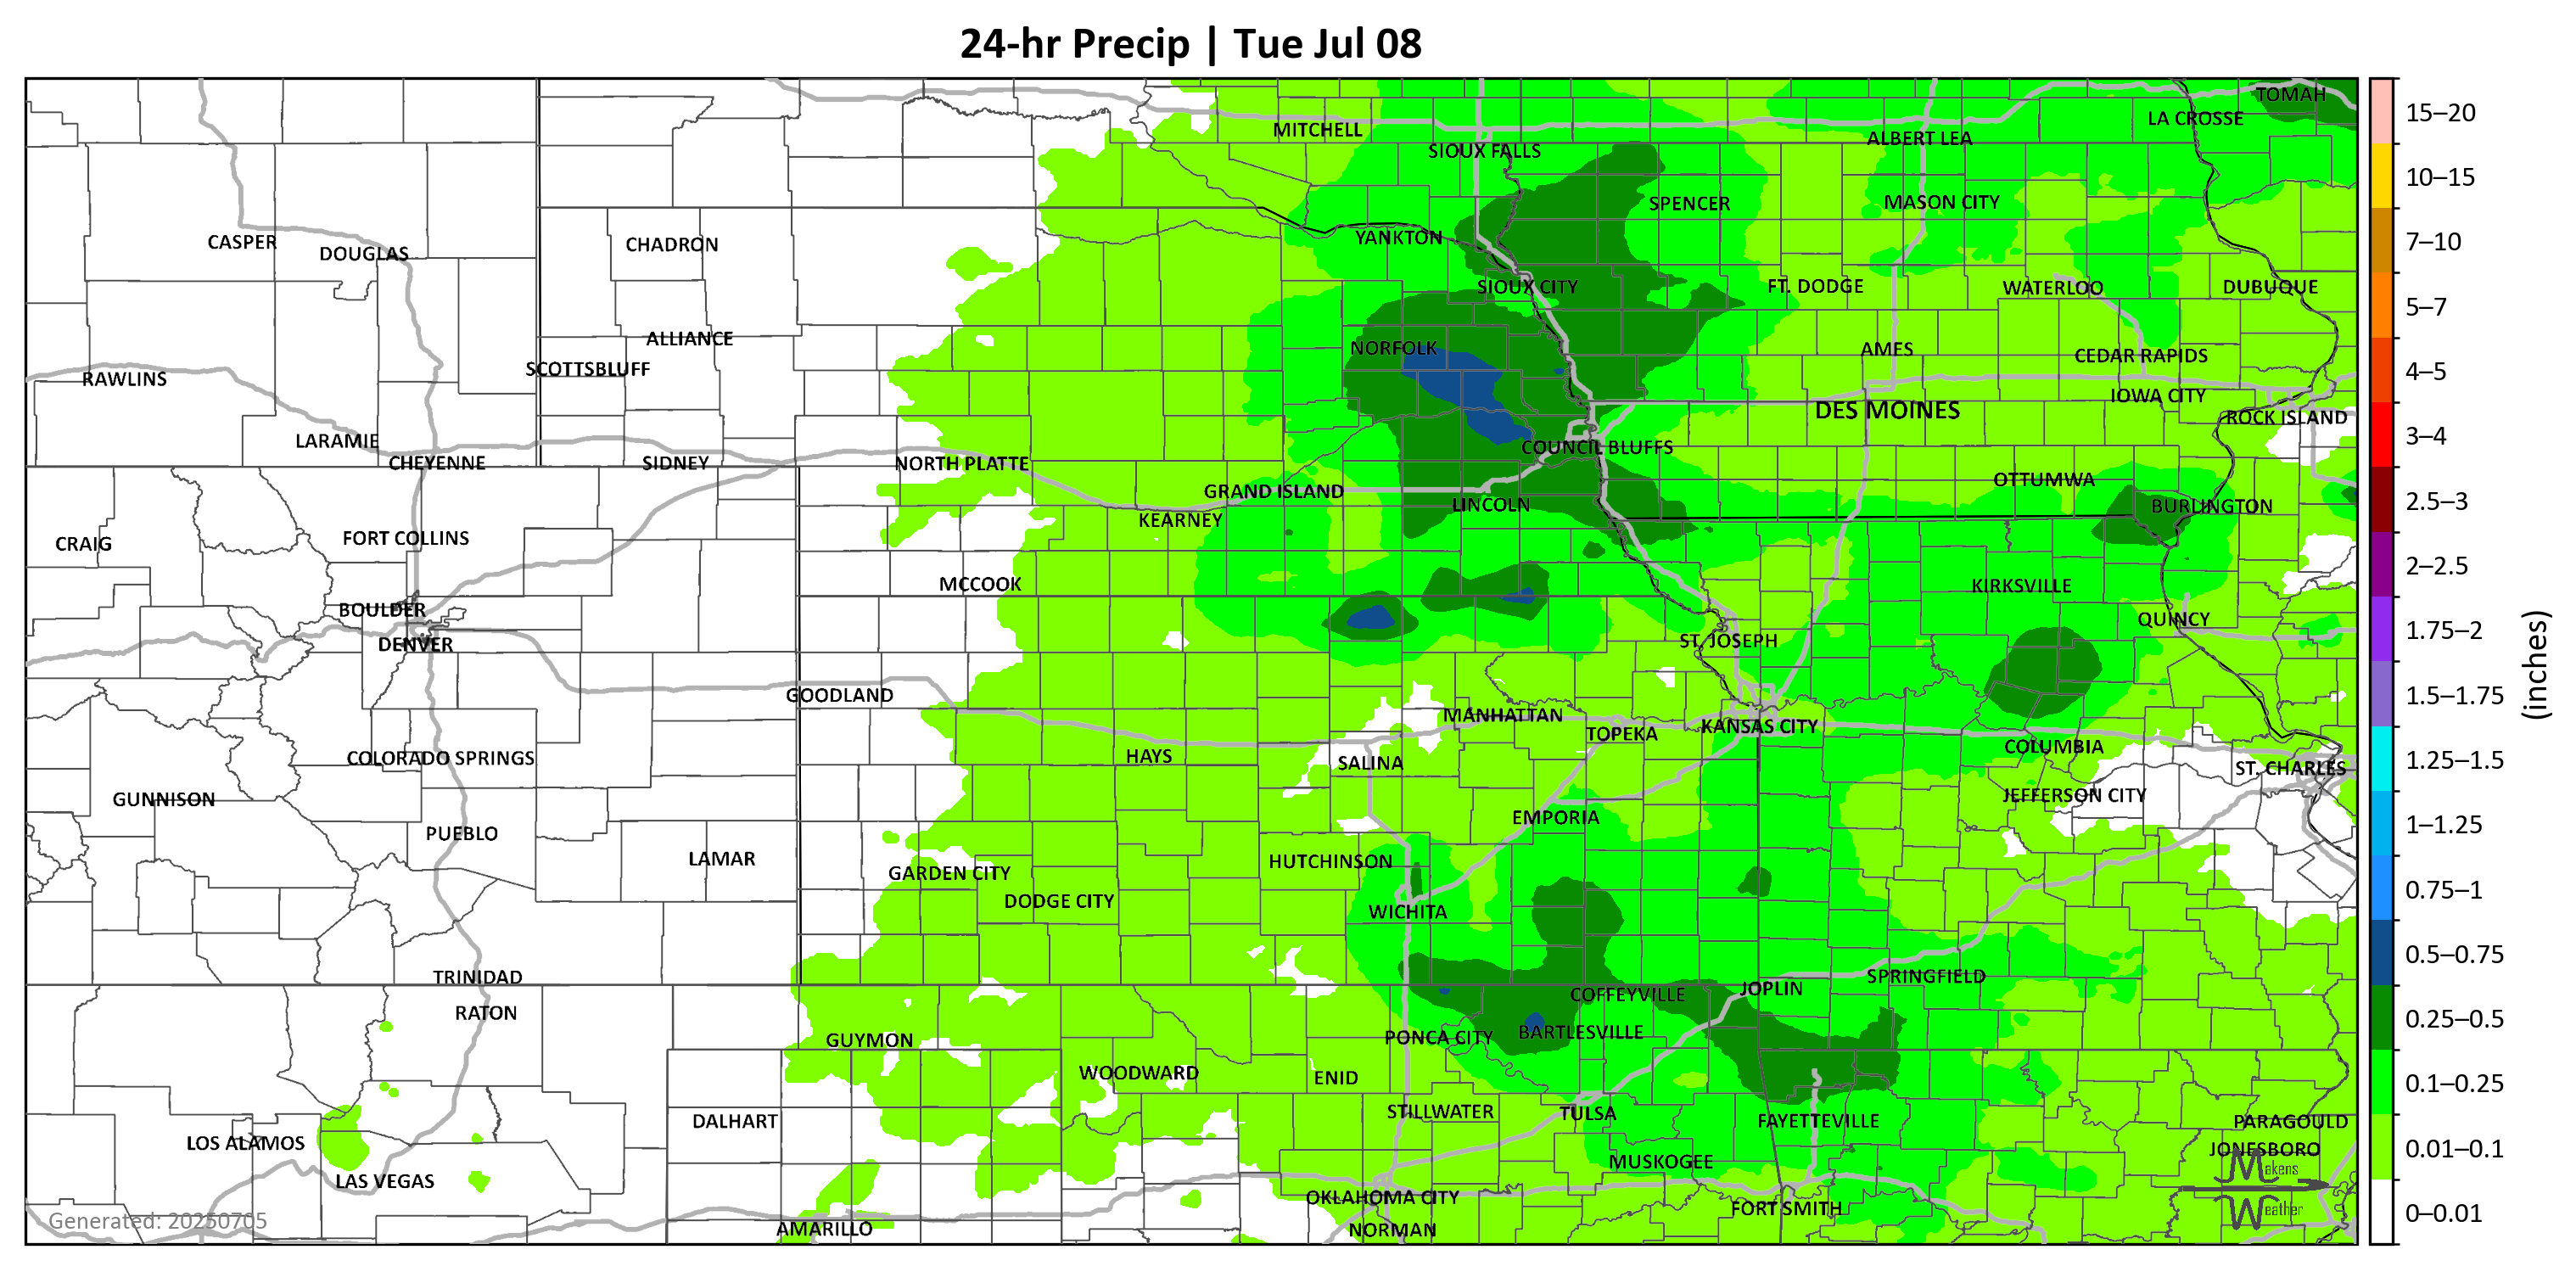 24-hr Precip | Tue Jul 08
TOMAH
LA CROSSE
MITCHELL
ALBERT LEA
SIOUX FALLS
SPENCER
MASON CITY
YANKTON
CASPER
CHADRON
DOUGLAS
SIOUX CITY
FT. DODGE
WATERLOO
DUBUQUE
ALLIANCE
NORFOLK
AMES
CEDAR RAPIDS
SCOTTSBLUFF
RAWLINS
IOWA CITY
DES MOINES
ROCK ISLAND
LARAMIE
COUNCIL BLUFFS
CHEYENNE
SIDNEY
NORTH PLATTE
OTTUMWA
GRAND ISLAND
LINCOLN
BURLINGTON
KEARNEY
FORT COLLINS
CRAIG
MCCOOK
KIRKSVILLE
BOULDER
QUINCY
DENVER
ST. JOSEPH
GOODLAND
MANHATTAN
KANSAS CITY
TOPEKA
COLUMBIA
HAYS
COLORADO SPRINGS
SALINA
ST. CHARLES
GUNNISON
JEFFERSON CITY
EMPORIA
PUEBLO
LAMAR
HUTCHINSON
GARDEN CITY
DODGE CITY
WICHITA
TRINIDAD
SPRINGFIELD
JOPLIN
COFFEYVILLE
RATON
BARTLESVILLE
PONCA CITY
GUYMON
WOODWARD
ENID
STILLWATER
TULSA
DALHART
FAYETTEVILLE
PARAGOULD
LOS ALAMOS
JONESBORO
MUSKOGEE
LAS VEGAS
OKLAHOMA CITY
FORT SMITH
AMARILLO
NORMAN
Generated: 20250705
Makens
Weather
15–20
10–15
7–10
5–7
4–5
3–4
2.5–3
2–2.5
1.75–2
1.5–1.75
1.25–1.5
1–1.25
0.75–1
0.5–0.75
0.25–0.5
0.1–0.25
0.01–0.1
0–0.01
(inches)